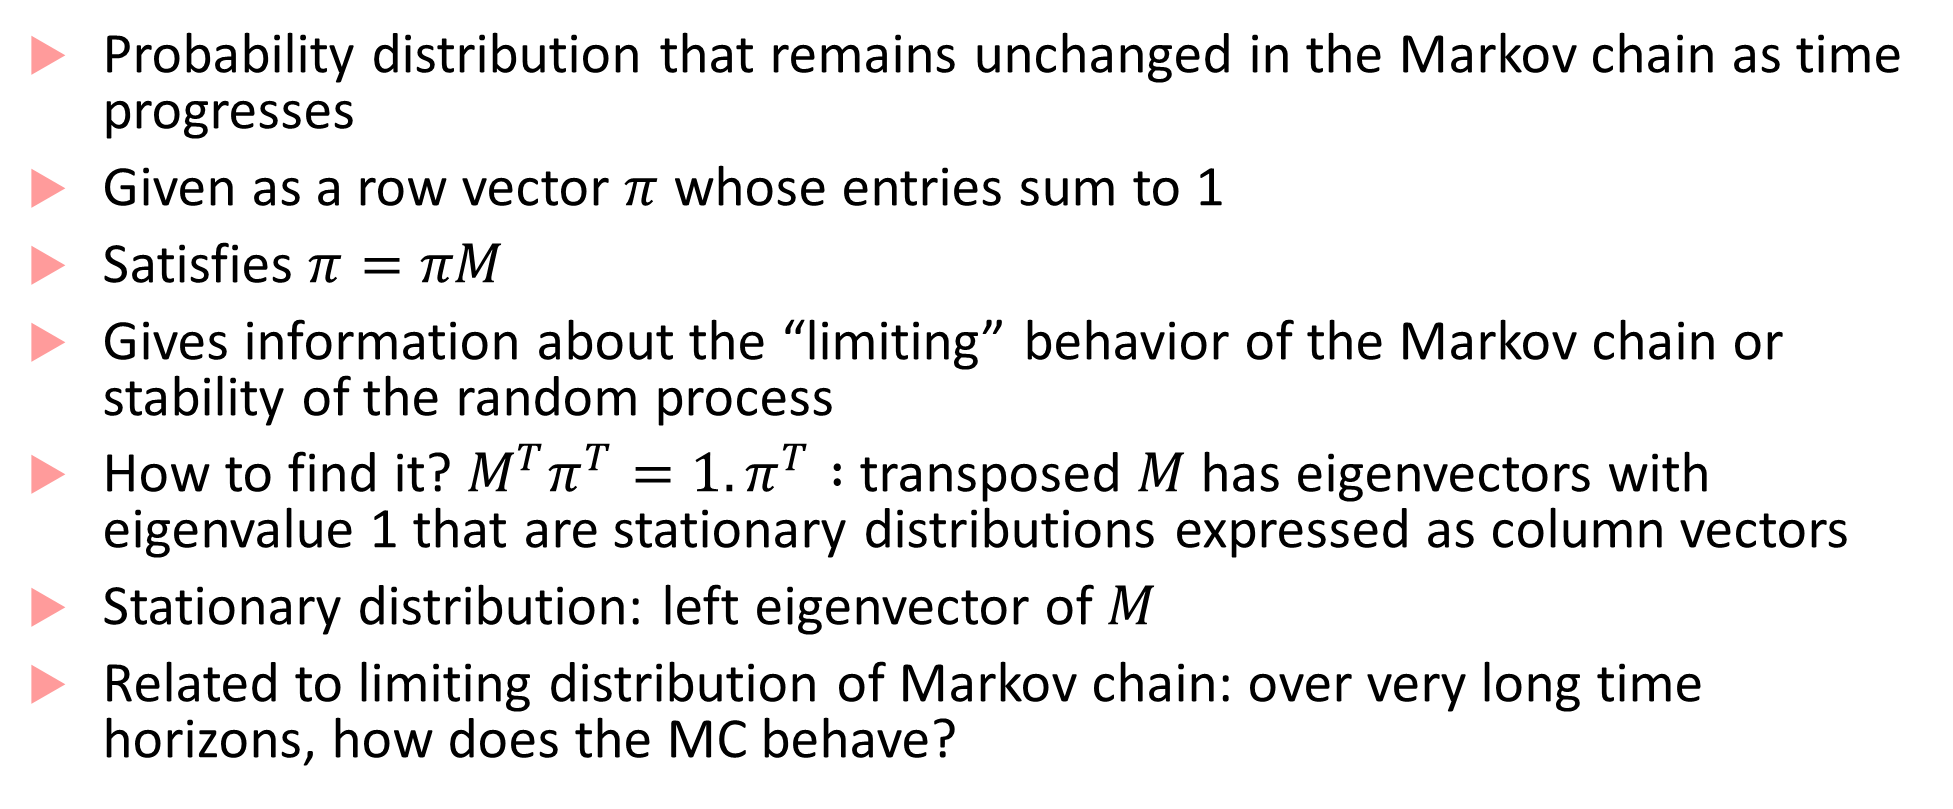 Probability distribution that remains unchanged in the Markov chain as time
progresses
Given as a row vector π whose entries sum to 1
Satisfies π = πM
Gives information about the “limiting” behavior of the Markov chain or
stability of the random process
How to find it? M^T π^T = 1. π^T : transposed M has eigenvectors with
eigenvalue 1 that are stationary distributions expressed as column vectors
Stationary distribution: left eigenvector of M
Related to limiting distribution of Markov chain: over very long time
horizons, how does the MC behave?